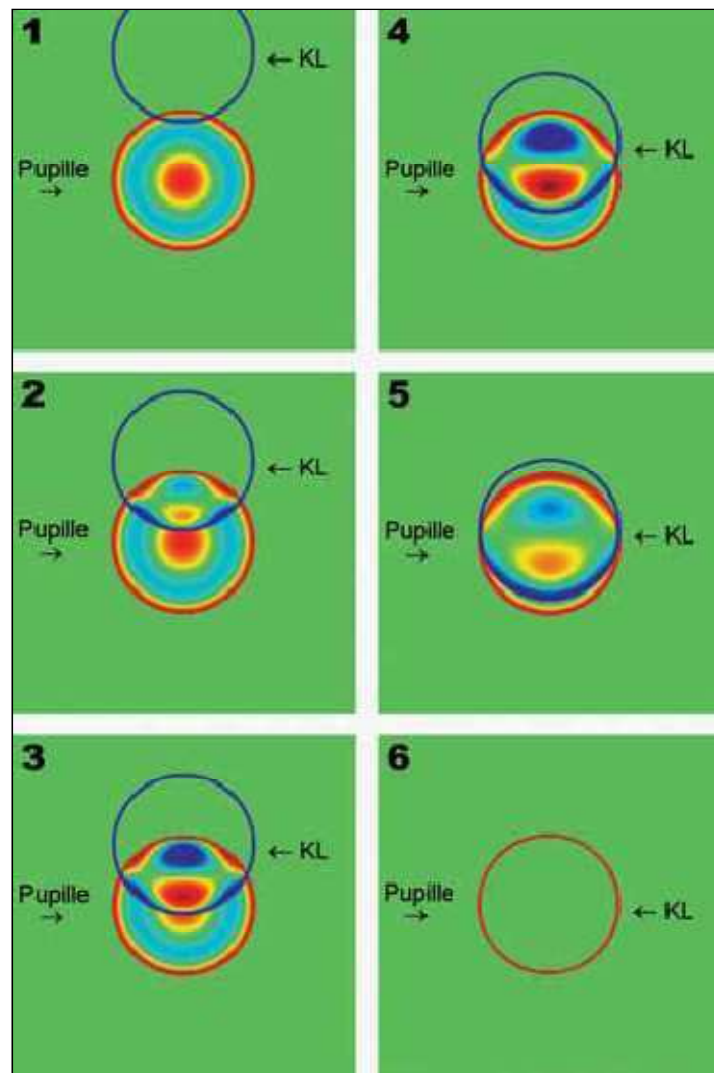 1
← KL
Pupille
→
2
← KL
Pupille
→
3
← KL
Pupille
→
4
← KL
Pupille
→
5
← KL
Pupille
→
6
Pupille
→
← KL